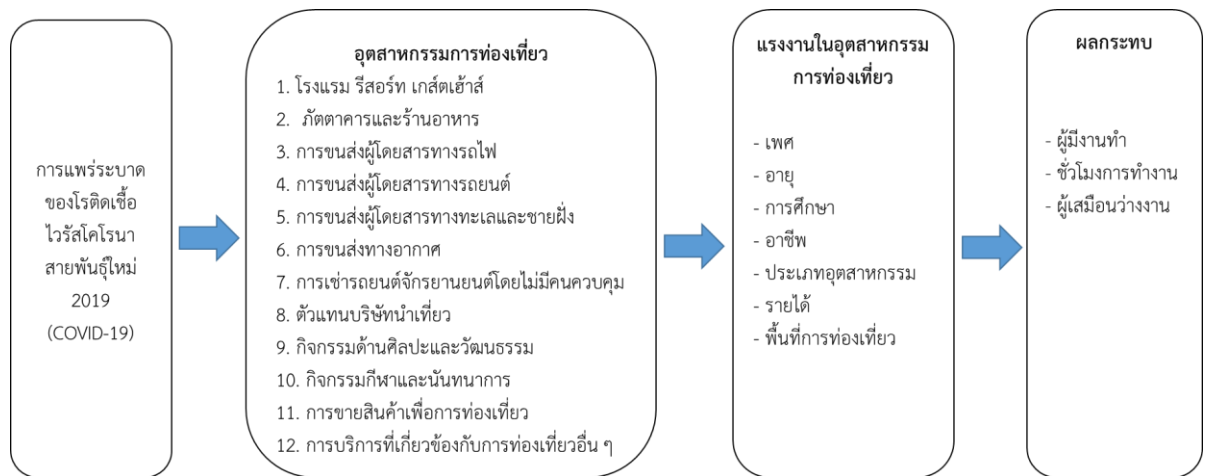 การแพร่ระบาด
ของโรติดเชื้อ
ไวรัสโคโรนา
สายพันธุ์ใหม่
2019
(COVID-19)
อุตสาหกรรมการท่องเที่ยว
1. โรงแรม รีสอร์ท เกส์ตเฮ้าส์
2. ภัตตาคารและร้านอาหาร
3. การขนส่งผู้โดยสารทางรถไฟ
4. การขนส่งผู้โดยสารทางรถยนต์
5. การขนส่งผู้โดยสารทางทะเลและชายฝั่ง
6. การขนส่งทางอากาศ
7. การเช่ารถยนต์จักรยานยนต์โดยไม่มีคนควบคุม
8. ตัวแทนบริษัทนำเที่ยว
9. กิจกรรมด้านศิลปะและวัฒนธรรม
10. กิจกรรมกีฬาและนันทนาการ
11. การขายสินค้าเพื่อการท่องเที่ยว
12. การบริการที่เกี่ยวข้องกับการท่องเที่ยวอื่น ๆ
แรงงานในอุตสาหกรรม
การท่องเที่ยว
- เพศ
- อายุ
- การศึกษา
- อาชีพ
- ประเภทอุตสาหกรรม
- รายได้
- พื้นที่การท่องเที่ยว
ผลกระทบ
- ผู้มีงานทำ
- ชั่วโมงการทำงาน
- ผู้เสมือนว่างงาน